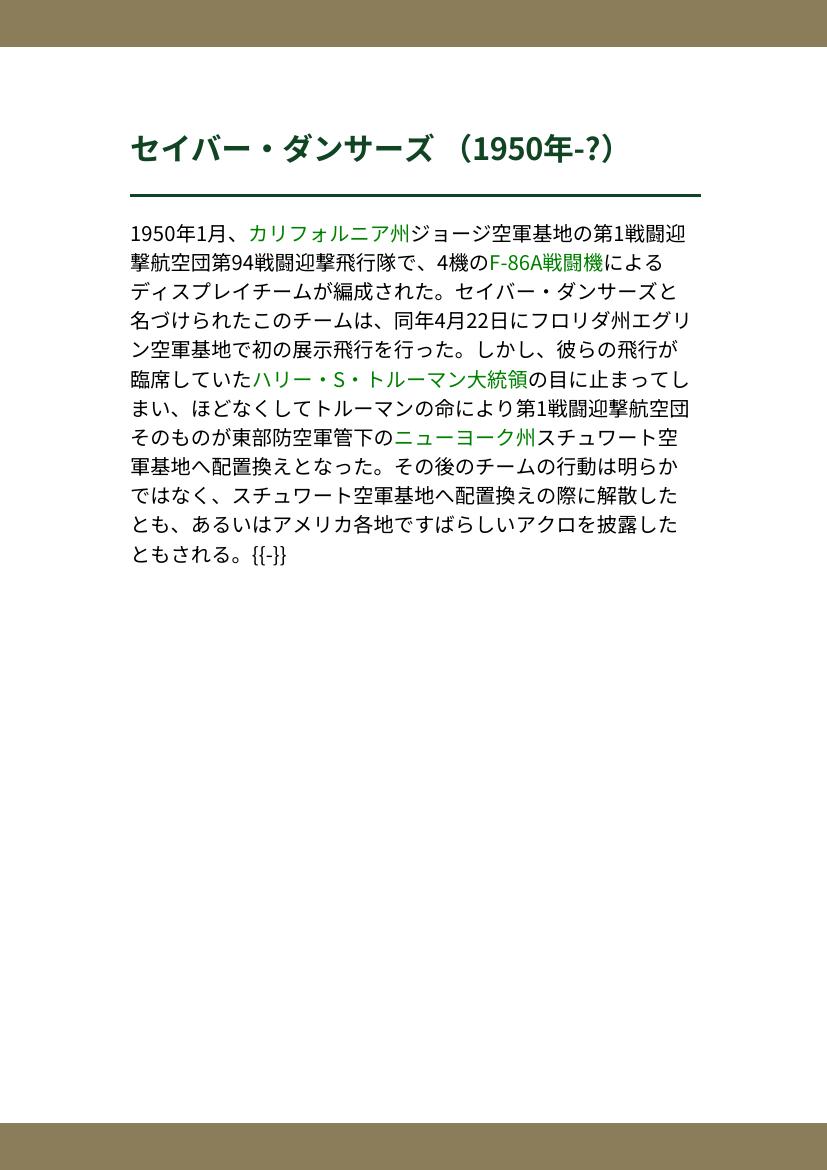 セイバー・ダンサーズ （1950年-?）
1950年1月、カリフォルニア州ジョージ空軍基地の第1戦闘迎
撃航空団第94戦闘迎撃飛行隊で、4機のF-86A戦闘機による
ディスプレイチームが編成された。セイバー・ダンサーズと
名づけられたこのチームは、同年4月22日にフロリダ州エグリ
ン空軍基地で初の展示飛行を行った。しかし、彼らの飛行が
臨席していたハリー・S・トルーマン大統領の目に止まってし
まい、ほどなくしてトルーマンの命により第1戦闘迎撃航空団
そのものが東部防空軍管下のニューヨーク州スチュワート空
軍基地へ配置換えとなった。その後のチームの行動は明らか
ではなく、スチュワート空軍基地へ配置換えの際に解散した
とも、あるいはアメリカ各地ですばらしいアクロを披露した
ともされる。{{-}}